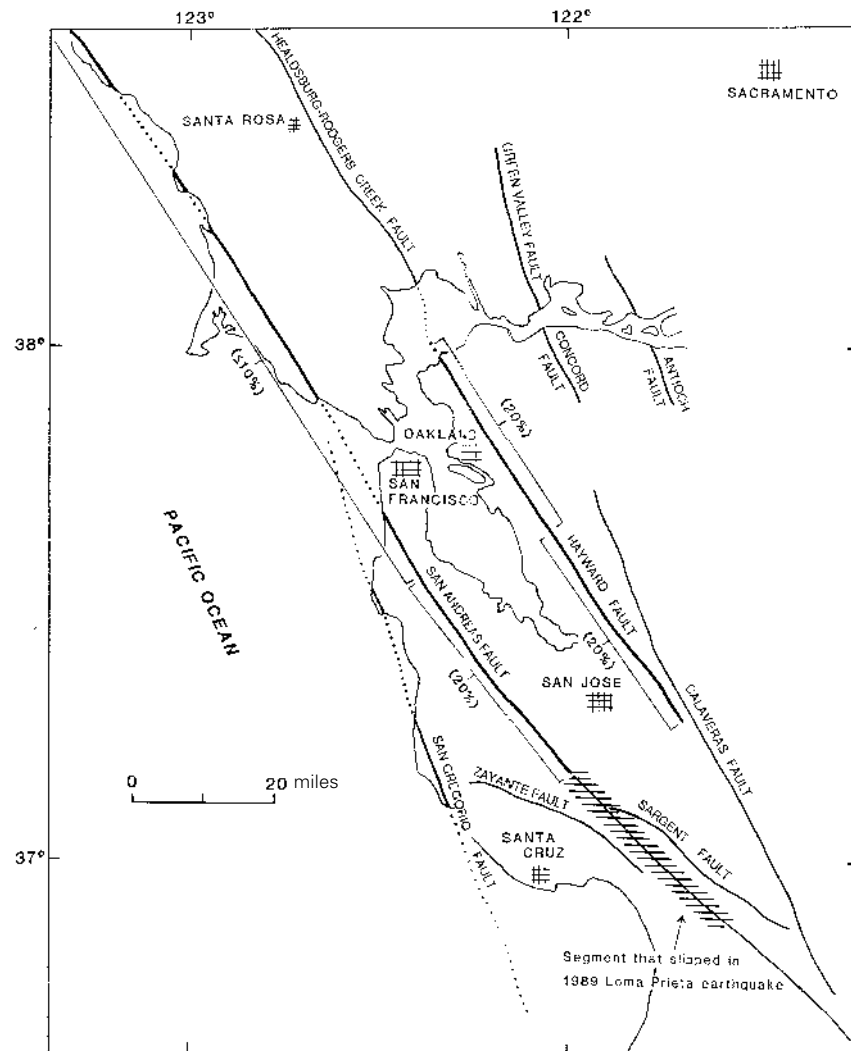 123°
122°
HEALDSBURG-RODGERS CREEK FAULT
SACRAMENTO
SANTA ROSA
GREEN VALLEY FAULT
38°
(≤10%)
CONCORD
FAULT
ANTIOCH
FAULT
(20%)
OAKLAND
SAN
FRANCISCO
PACIFIC OCEAN
HAYWARD FAULT
SAN ANDREAS FAULT
(20%)
(20%)
SAN JOSE
CALAVERAS FAULT
0 20 miles
SAN GREGORIO FAULT
ZAYANTE FAULT
SARGENT FAULT
SANTA
CRUZ
37°
Segment that slipped in
1989 Loma Prieta earthquake